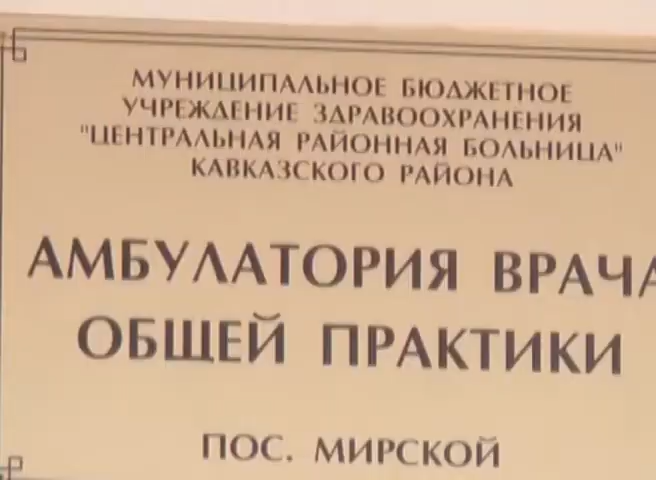 МУНИЦИПАЛЬНОЕ БЮДЖЕТНОЕ
УЧРЕЖДЕНИЕ ЗДРАВООХРАНЕНИЯ
"ЦЕНТРАЛЬНАЯ РАЙОННАЯ БОЛЬНИЦА"
КАВКАЗСКОГО РАЙОНА
АМБУЛАТОРИЯ ВРАЧА
ОБЩЕЙ ПРАКТИКИ
ПОС. МИРСКОЙ